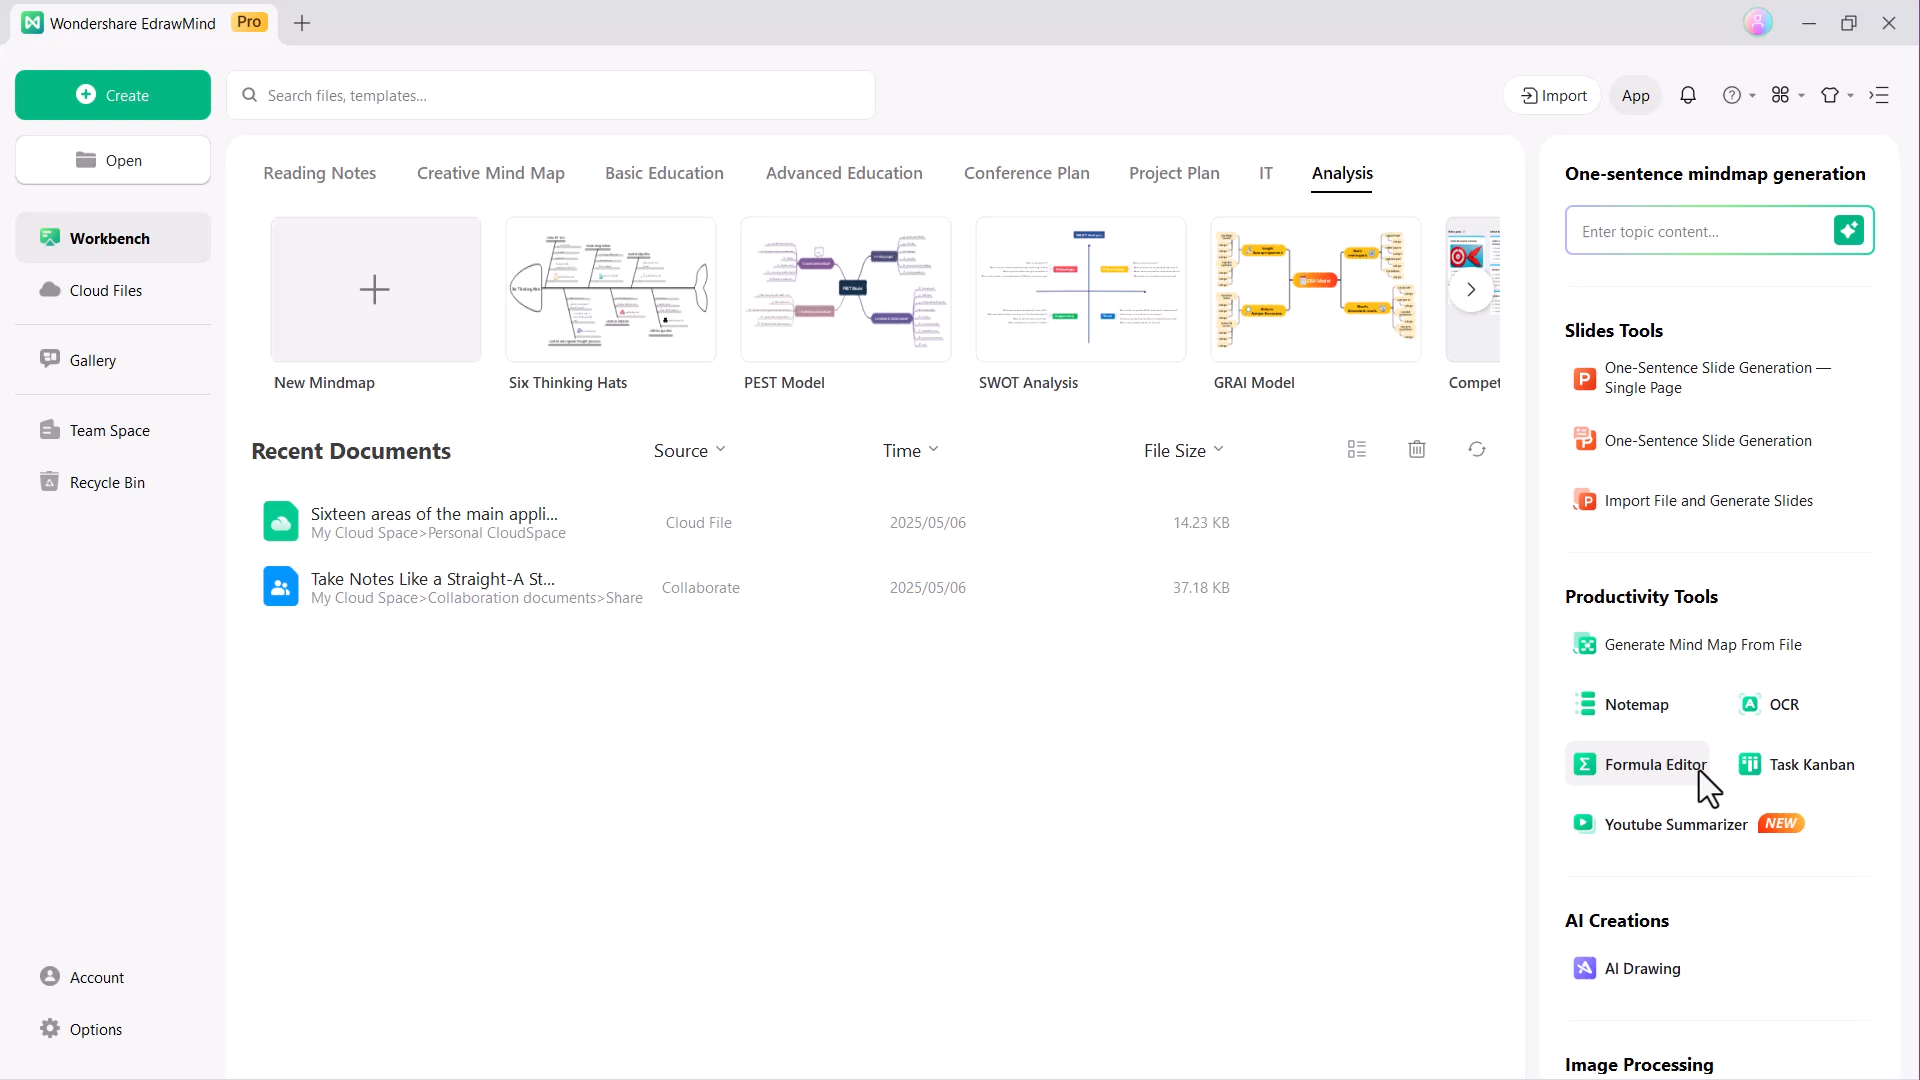 Wondershare EdrawMind Pro
Create
Search files, templates...
Import
App
Open
Workbench
Cloud Files
Gallery
Team Space
Recycle Bin
Account
Options
Reading Notes
Creative Mind Map
Basic Education
Advanced Education
Conference Plan
Project Plan
IT
Analysis
New Mindmap
Six Thinking Hats
PEST Model
SWOT Analysis
GRAI Model
Compet
Recent Documents
Source
Time
File Size
Sixteen areas of the main appli...
My Cloud Space>Personal CloudSpace
Cloud File
2025/05/06
14.23 KB
Take Notes Like a Straight-A St...
My Cloud Space>Collaboration documents>Share
Collaborate
2025/05/06
37.18 KB
One-sentence mindmap generation
Enter topic content...
Slides Tools
One-Sentence Slide Generation —
Single Page
One-Sentence Slide Generation
Import File and Generate Slides
Productivity Tools
Generate Mind Map From File
Notemap
OCR
Formula Editor
Task Kanban
Youtube Summarizer NEW
AI Creations
AI Drawing
Image Processing